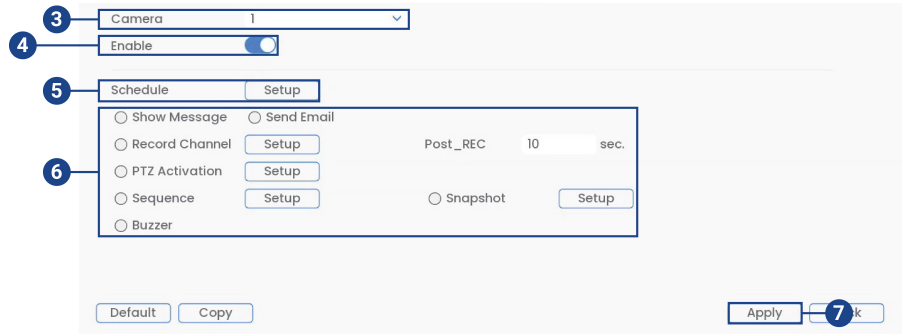 3 Camera 1
4 Enable
5 Schedule Setup
Show Message Send Email
Record Channel Setup Post_REC 10 sec.
6 PTZ Activation Setup
Sequence Setup Snapshot Setup
Buzzer
Default Copy Apply 7